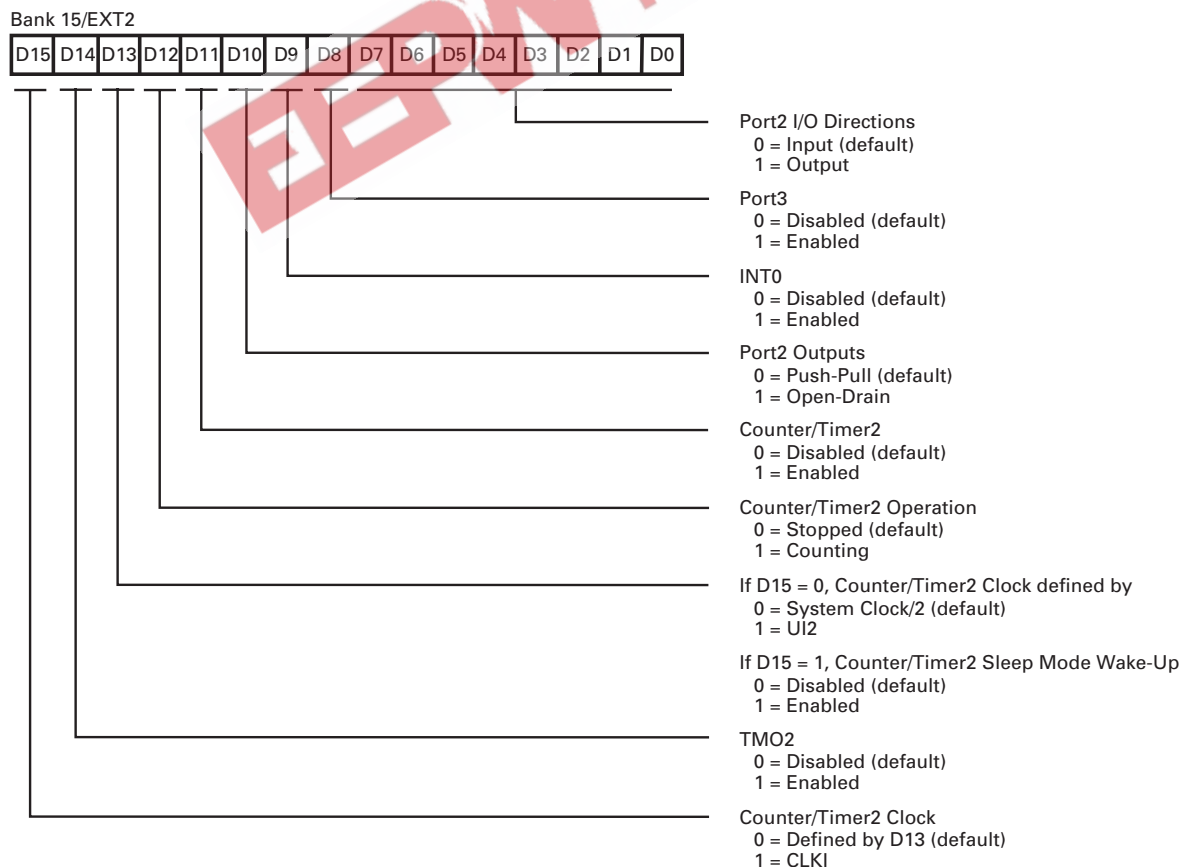 Bank 15/EXT2
D15 D14 D13 D12 D11 D10 D9 D8 D7 D6 D5 D4 D3 D2 D1 D0
Port2 I/O Directions
0 = Input (default)
1 = Output
Port3
0 = Disabled (default)
1 = Enabled
INT0
0 = Disabled (default)
1 = Enabled
Port2 Outputs
0 = Push-Pull (default)
1 = Open-Drain
Counter/Timer2
0 = Disabled (default)
1 = Enabled
Counter/Timer2 Operation
0 = Stopped (default)
1 = Counting
If D15 = 0, Counter/Timer2 Clock defined by
0 = System Clock/2 (default)
1 = UI2
If D15 = 1, Counter/Timer2 Sleep Mode Wake-Up
0 = Disabled (default)
1 = Enabled
TMO2
0 = Disabled (default)
1 = Enabled
Counter/Timer2 Clock
0 = Defined by D13 (default)
1 = CLKI